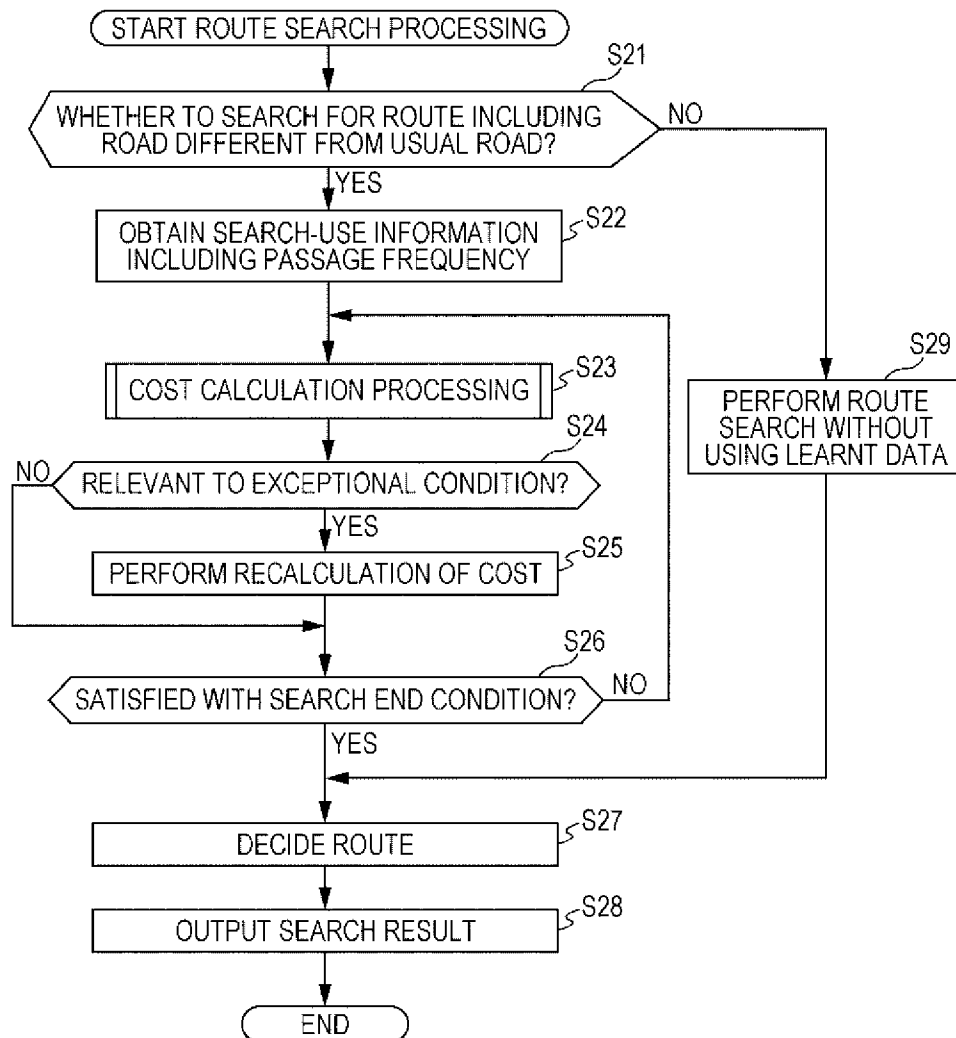 START ROUTE SEARCH PROCESSING
S21
WHETHER TO SEARCH FOR ROUTE INCLUDING
ROAD DIFFERENT FROM USUAL ROAD?
NO
YES
S22
OBTAIN SEARCH-USE INFORMATION
INCLUDING PASSAGE FREQUENCY
S23
COST CALCULATION PROCESSING
S29
PERFORM ROUTE
SEARCH WITHOUT
USING LEARNT DATA
S24
NO
RELEVANT TO EXCEPTIONAL CONDITION?
YES
S25
PERFORM RECALCULATION OF COST
S26
SATISFIED WITH SEARCH END CONDITION?
NO
YES
S27
DECIDE ROUTE
S28
OUTPUT SEARCH RESULT
END